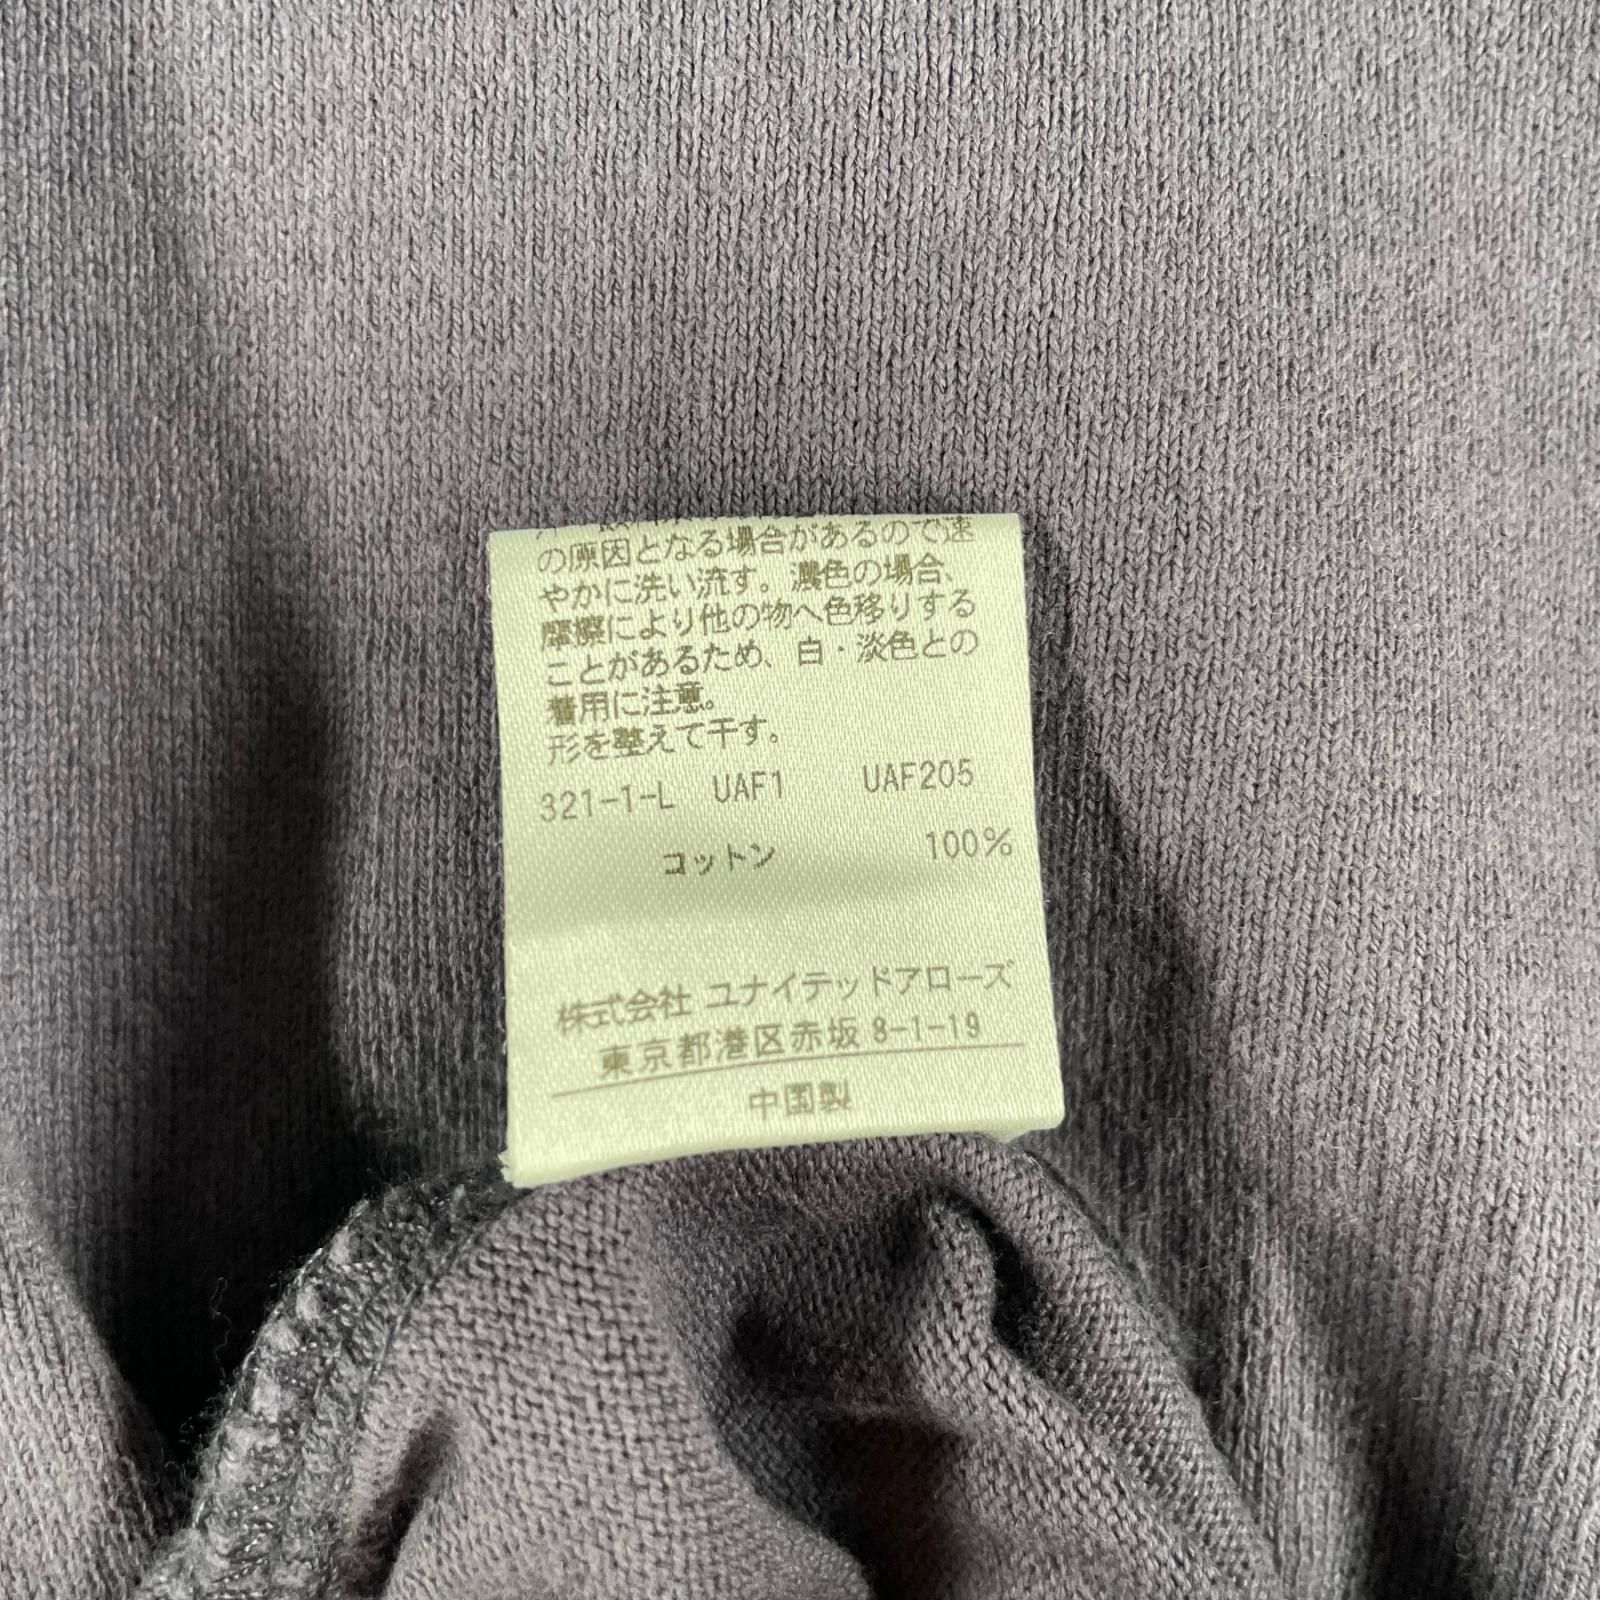 の原因となる場合があるので速
やかに洗い流す。濃色の場合、
摩擦により他の物へ色移りする
ことがあるため、白・淡色との
着用に注意。
形を整えて干す。
321-1-L UAF1 UAF205
コットン 100%
株式会社 ユナイテッドアローズ
東京都港区赤坂 8-1-19
中国製